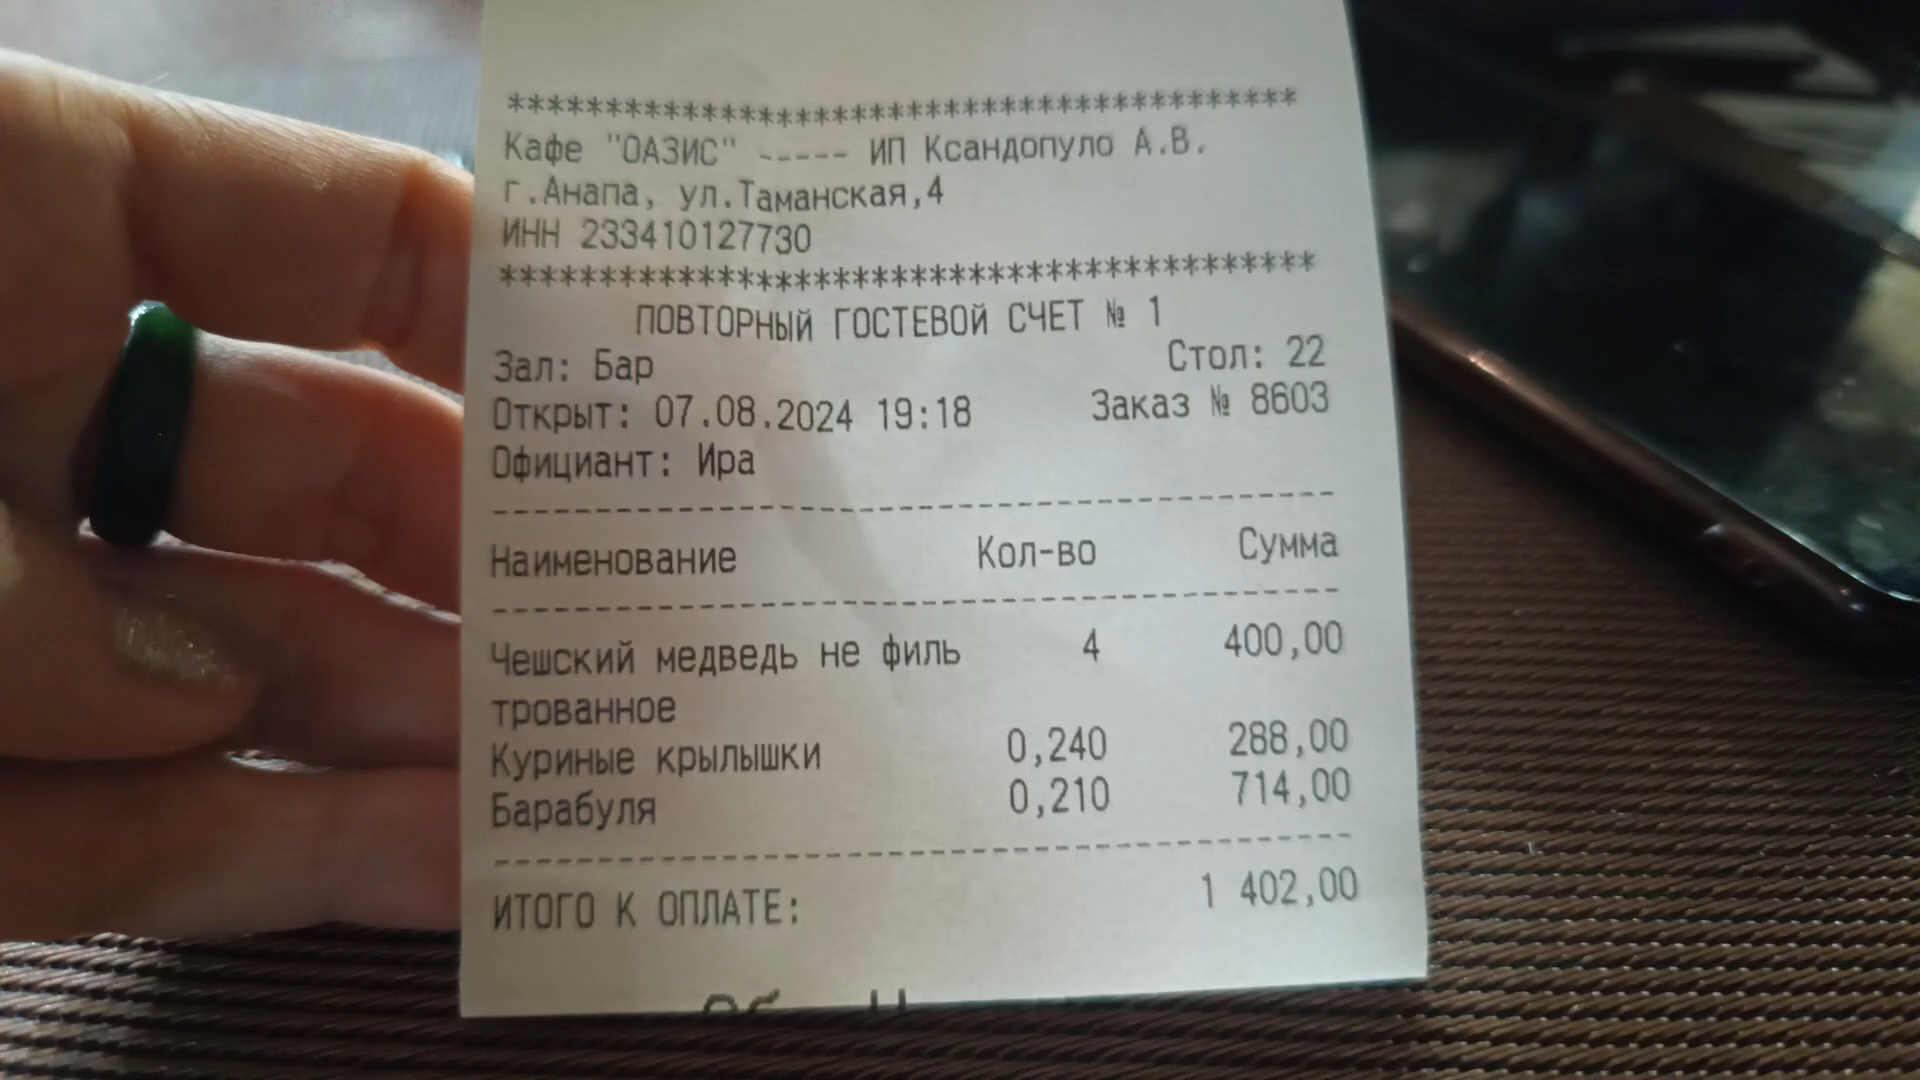 ******************************************
Кафе "ОАЗИС" ----- ИП Ксандопуло А.В.
г.Анапа, ул.Таманская,4
ИНН 233410127730
******************************************
ПОВТОРНЫЙ ГОСТЕВОЙ СЧЕТ № 1
Зал: Бар Стол: 22
Открыт: 07.08.2024 19:18 Заказ № 8603
Официант: Ира
Наименование Кол-во Сумма
Чешский медведь не филь 4 400,00
трованное
Куриные крылышки 0,240 288,00
Барабуля 0,210 714,00
ИТОГО К ОПЛАТЕ: 1 402,00